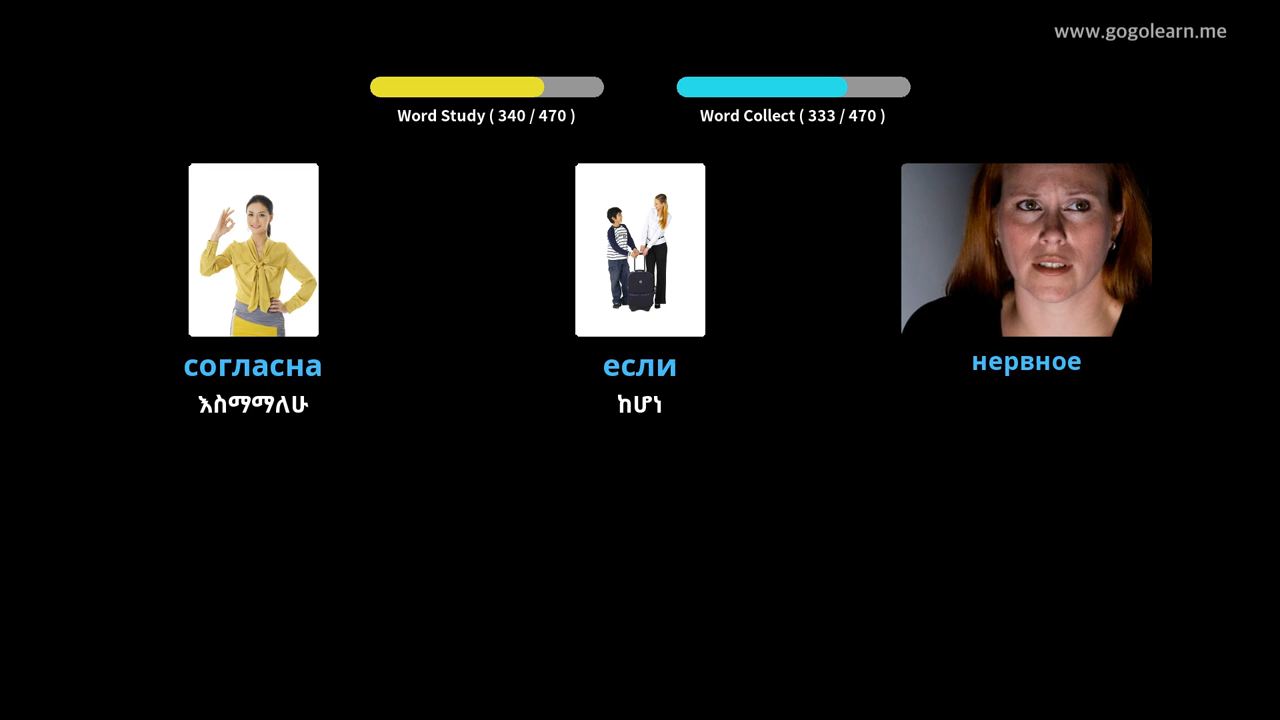 www.gogolearn.me
Word Study ( 340 / 470 )
Word Collect ( 333 / 470 )
согласна
እስማማለሁ
если
ከሆነ
нервное